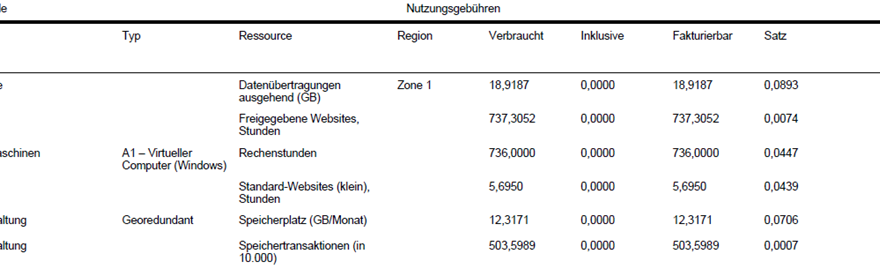 Nutzungsgebühren
Typ Ressource Region Verbraucht Inklusive Fakturierbar Satz
Datenübertragungen Zone 1 18,9187 0,0000 18,9187 0,0893
ausgehend (GB)
Freigegebene Websites, 737,3052 0,0000 737,3052 0,0074
Stunden
aschinen A1 – Virtueller Rechenstunden 736,0000 0,0000 736,0000 0,0447
Computer (Windows)
Standard-Websites (klein), 5,6950 0,0000 5,6950 0,0439
Stunden
altung Georedundant Speicherplatz (GB/Monat) 12,3171 0,0000 12,3171 0,0706
altung Speichertransaktionen (in 503,5989 0,0000 503,5989 0,0007
10.000)